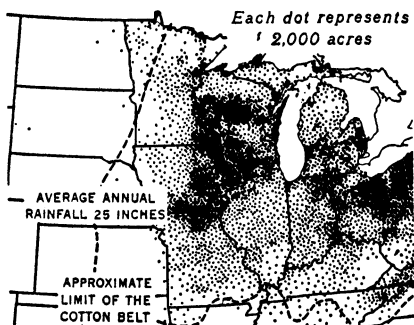 Each dot represents
2,000 acres
AVERAGE ANNUAL
RAINFALL 25 INCHES
APPROXIMATE
LIMIT OF THE
COTTON BELT